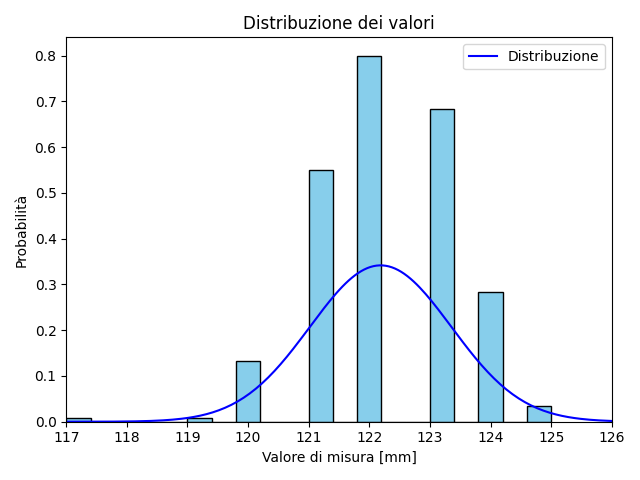 Distribuzione dei valori
Distribuzione
0.8
0.7
0.6
0.5
0.4
0.3
0.2
0.1
0.0
Probabilità
117 118 119 120 121 122 123 124 125 126
Valore di misura [mm]